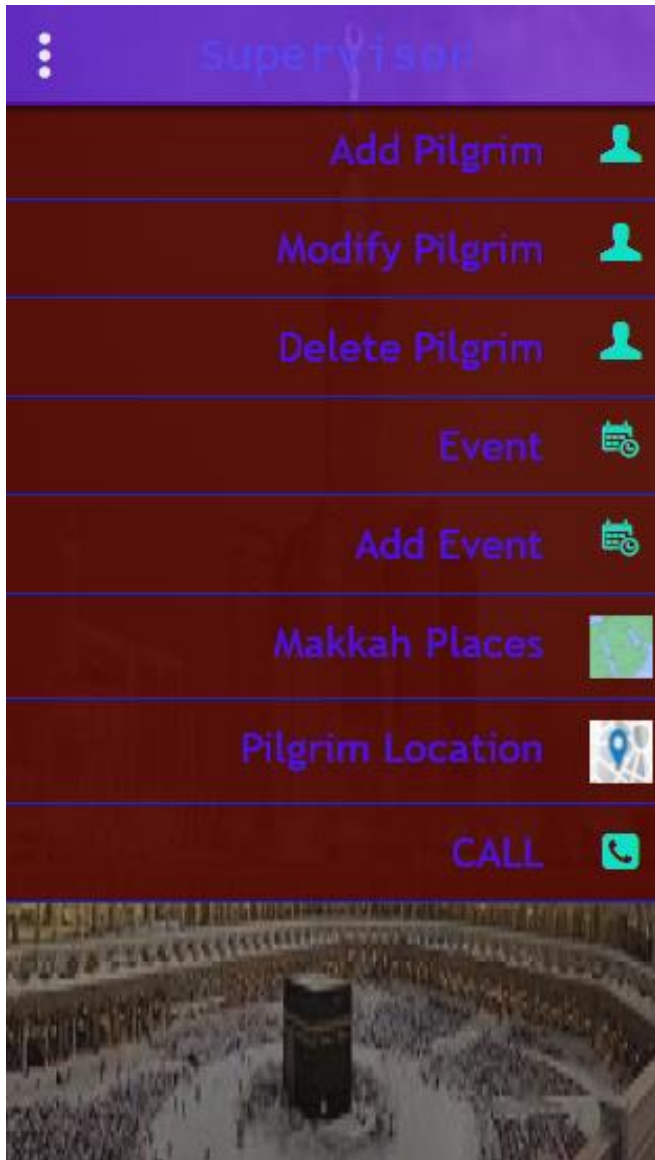 Supervisor
Add Pilgrim
Modify Pilgrim
Delete Pilgrim
Event
Add Event
Makkah Places
Pilgrim Location
CALL